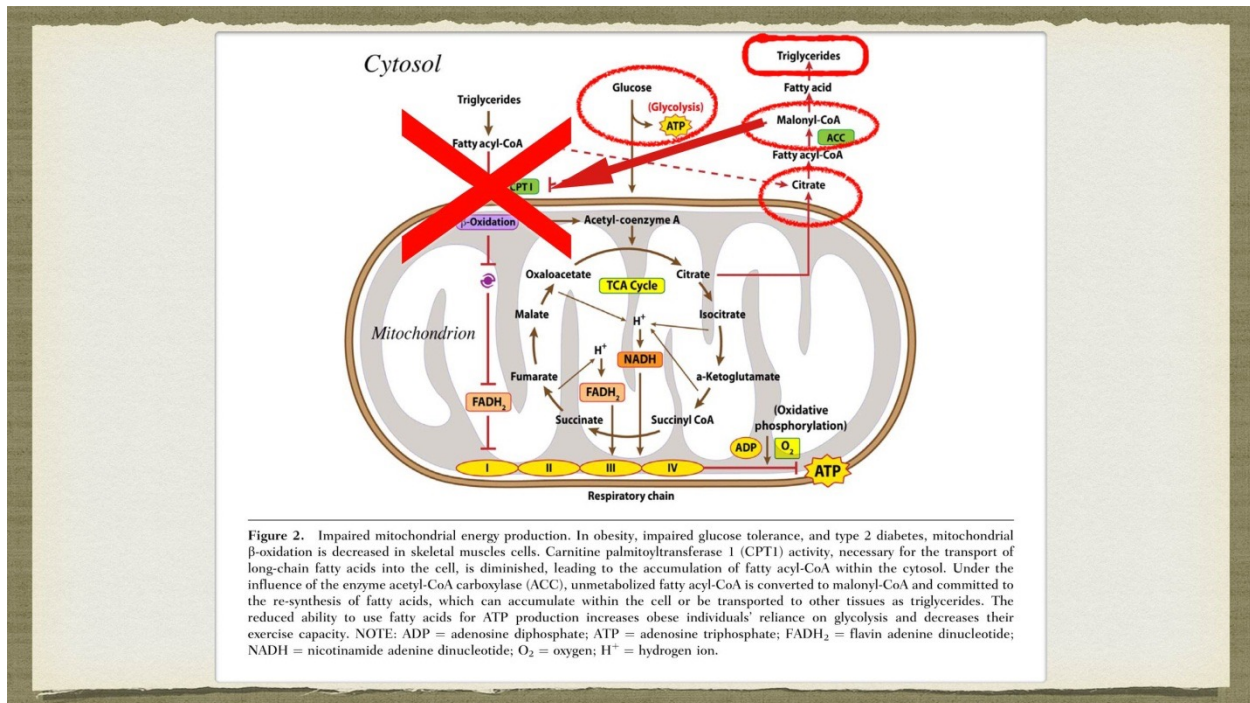 Cytosol
Triglycerides
Fatty acyl-CoA
CPT I
β-Oxidation
Glucose
(Glycolysis)
ATP
Triglycerides
Fatty acid
Malonyl-CoA
ACC
Fatty acyl-CoA
Citrate
Acetyl-coenzyme A
Oxaloacetate
Citrate
TCA Cycle
Malate
Isocitrate
H+
Mitochondrion
H+
NADH
Fumarate
a-Ketoglutamate
FADH2
FADH2
Succinate
Succinyl CoA
(Oxidative
phosphorylation)
ADP
O2
I
II
III
IV
ATP
Respiratory chain
Figure 2. Impaired mitochondrial energy production. In obesity, impaired glucose tolerance, and type 2 diabetes, mitochondrial
β-oxidation is decreased in skeletal muscles cells. Carnitine palmitoyltransferase 1 (CPT1) activity, necessary for the transport of
long-chain fatty acids into the cell, is diminished, leading to the accumulation of fatty acyl-CoA within the cytosol. Under the
influence of the enzyme acetyl-CoA carboxylase (ACC), unmetabolized fatty acyl-CoA is converted to malonyl-CoA and committed to
the re-synthesis of fatty acids, which can accumulate within the cell or be transported to other tissues as triglycerides. The
reduced ability to use fatty acids for ATP production increases obese individuals' reliance on glycolysis and decreases their
exercise capacity. NOTE: ADP = adenosine diphosphate; ATP = adenosine triphosphate; FADH2 = flavin adenine dinucleotide;
NADH = nicotinamide adenine dinucleotide; O2 = oxygen; H+ = hydrogen ion.